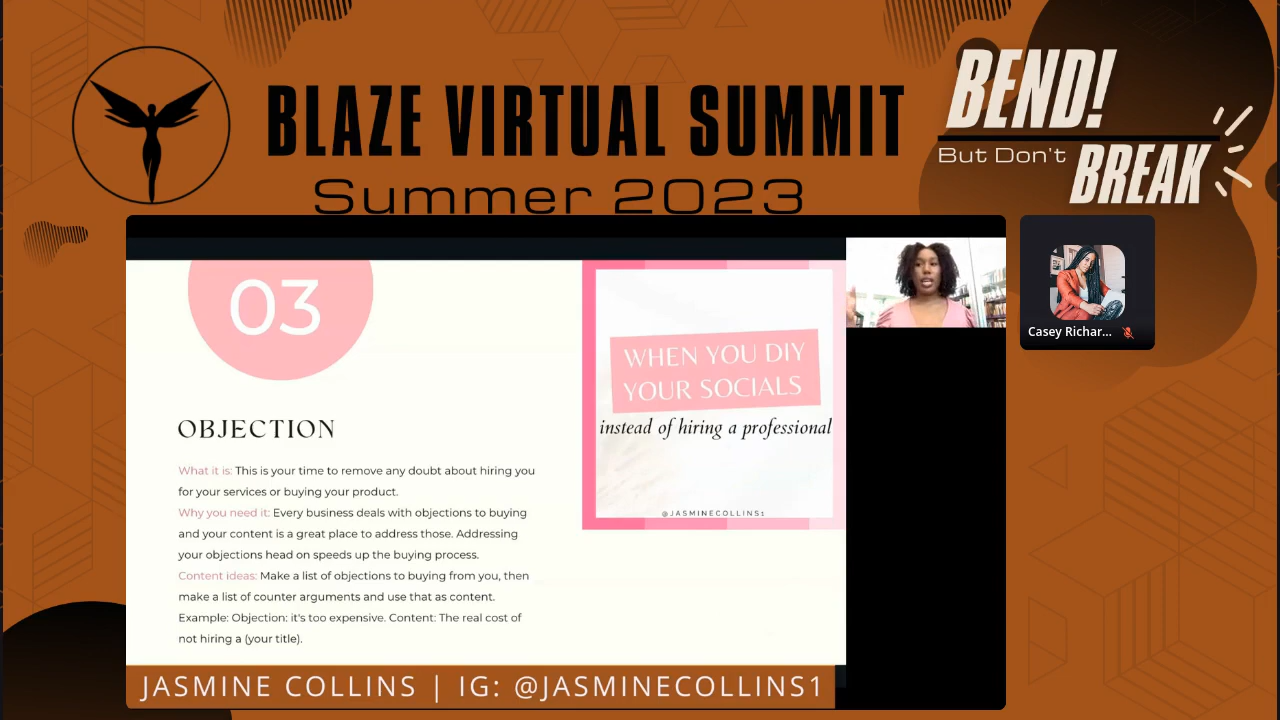 BLAZE VIRTUAL SUMMIT
Summer 2023
BEND!
But Don't
BREAK
03
OBJECTION
What it is: This is your time to remove any doubt about hiring you
for your services or buying your product.
Why you need it: Every business deals with objections to buying
and your content is a great place to address those. Addressing
your objections head on speeds up the buying process.
Content ideas: Make a list of objections to buying from you, then
make a list of counter arguments and use that as content.
Example: Objection: it's too expensive. Content: The real cost of
not hiring a (your title).
WHEN YOU DIY
YOUR SOCIALS
instead of hiring a professional
@JASMINECOLLINS1
Casey Richar...
JASMINE COLLINS | IG: @JASMINECOLLINS1